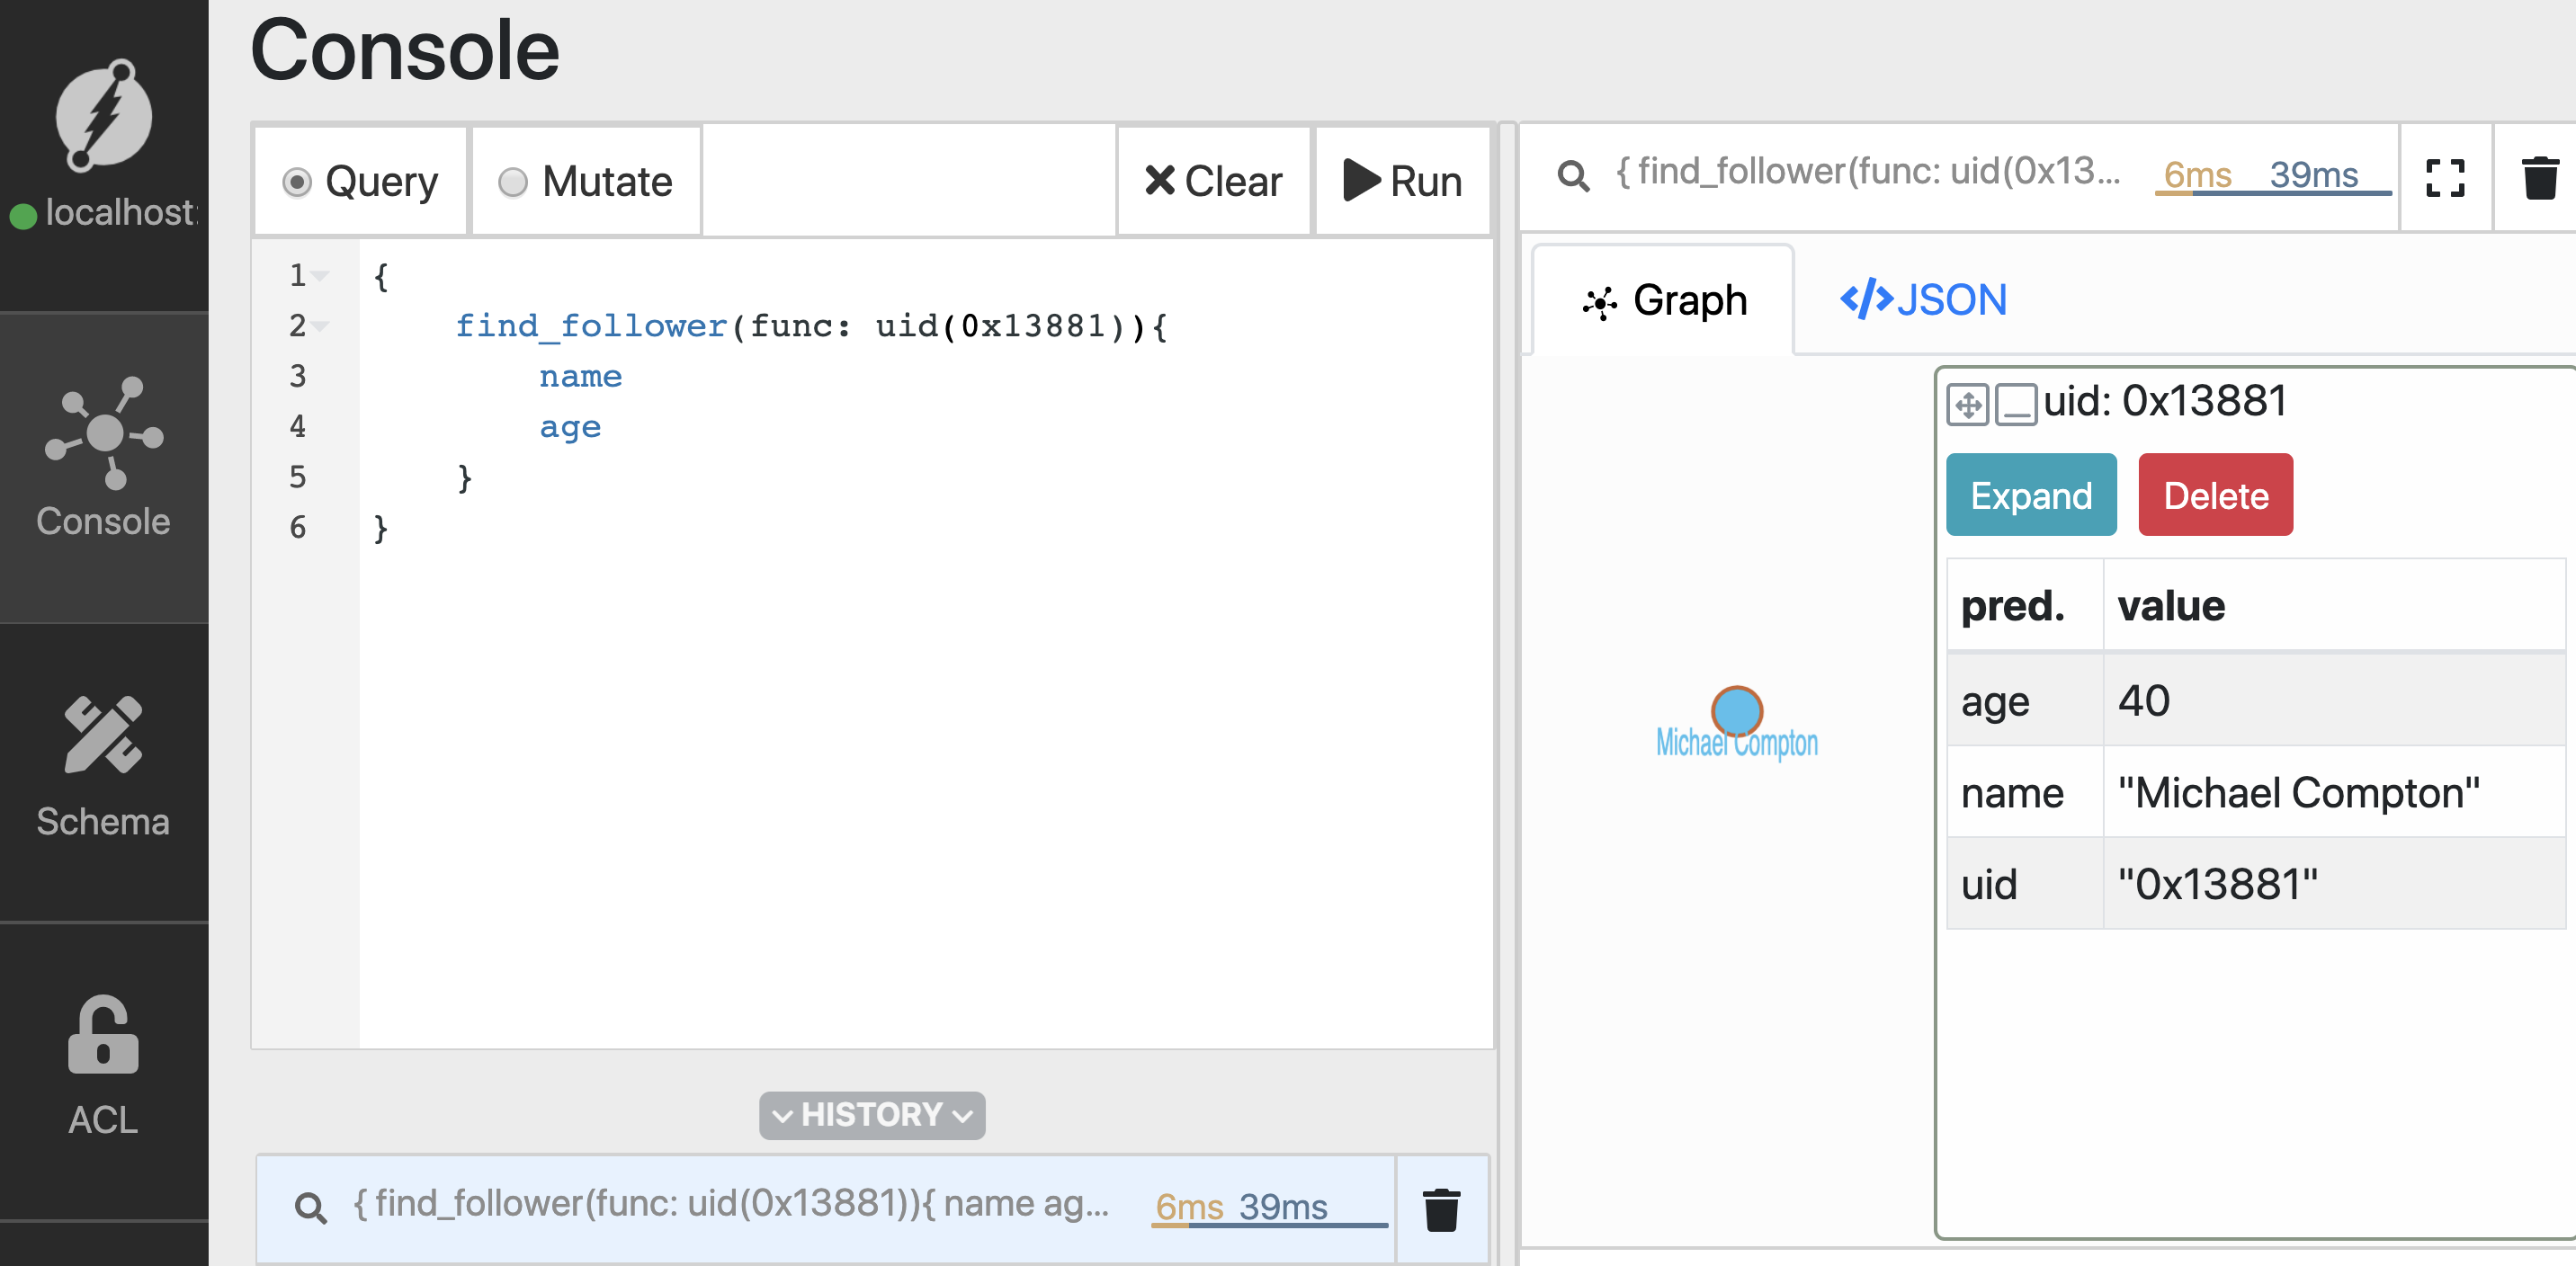 localhost:
Console
Schema
ACL
Console
Query
Mutate
Clear
Run
1 {
2 find_follower(func: uid(0x13881)){
3 name
4 age
5 }
6 }
HISTORY
{ find_follower(func: uid(0x13881)){ name ag... 6ms 39ms
{ find_follower(func: uid(0x13... 6ms 39ms
Graph
JSON
Michael Compton
uid: 0x13881
Expand
Delete
pred. value
age 40
name "Michael Compton"
uid "0x13881"